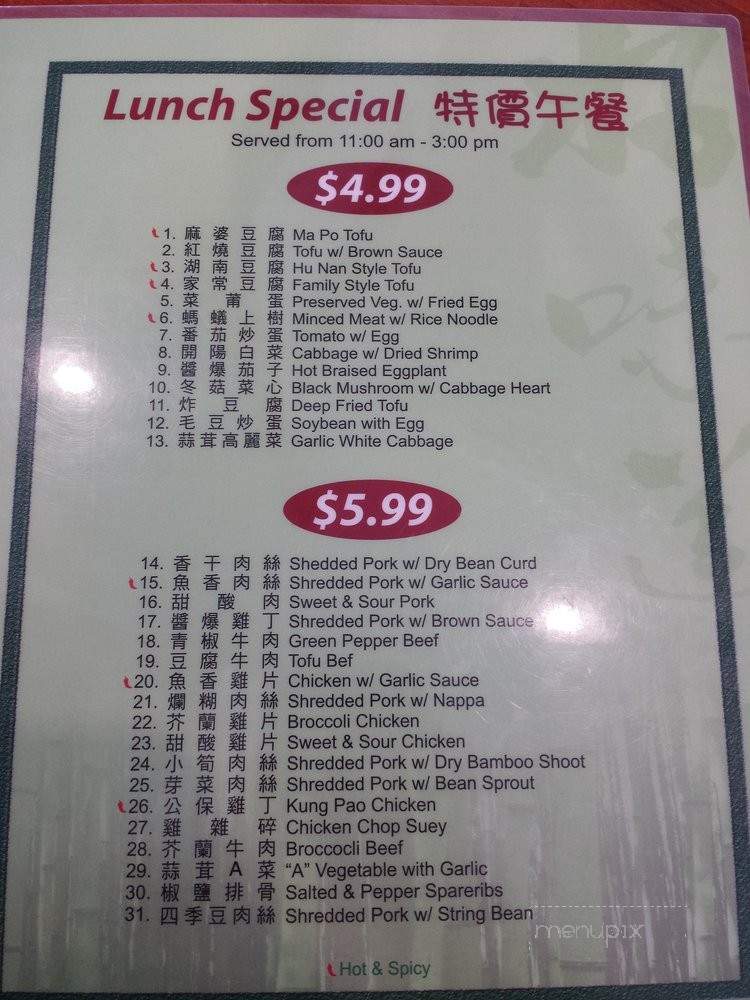 Lunch Special 特價午餐
Served from 11:00 am - 3:00 pm
$4.99
1. 麻婆豆腐 Ma Po Tofu
2. 紅燒豆腐 Tofu w/ Brown Sauce
3. 湖南豆腐 Hu Nan Style Tofu
4. 家常豆腐 Family Style Tofu
5. 菜莆蛋 Preserved Veg. w/ Fried Egg
6. 螞蟻上樹 Minced Meat w/ Rice Noodle
7. 番茄炒蛋 Tomato w/ Egg
8. 開陽白菜 Cabbage w/ Dried Shrimp
9. 醬爆茄子 Hot Braised Eggplant
10. 冬菇菜心 Black Mushroom w/ Cabbage Heart
11. 炸豆腐 Deep Fried Tofu
12. 毛豆炒蛋 Soybean with Egg
13. 蒜茸高麗菜 Garlic White Cabbage
$5.99
14. 香干肉絲 Shedded Pork w/ Dry Bean Curd
15. 魚香肉絲 Shredded Pork w/ Garlic Sauce
16. 甜酸肉 Sweet & Sour Pork
17. 醬爆雞丁 Shredded Pork w/ Brown Sauce
18. 青椒牛肉 Green Pepper Beef
19. 豆腐牛肉 Tofu Bef
20. 魚香雞片 Chicken w/ Garlic Sauce
21. 爛糊肉絲 Shredded Pork w/ Nappa
22. 芥蘭雞片 Broccoli Chicken
23. 甜酸雞片 Sweet & Sour Chicken
24. 小筍肉絲 Shredded Pork w/ Dry Bamboo Shoot
25. 芽菜肉絲 Shredded Pork w/ Bean Sprout
26. 公保雞丁 Kung Pao Chicken
27. 雞雜碎 Chicken Chop Suey
28. 芥蘭牛肉 Broccocli Beef
29. 蒜茸A菜 “A” Vegetable with Garlic
30. 椒鹽排骨 Salted & Pepper Spareribs
31. 四季豆肉絲 Shredded Pork w/ String Bean
menupix
Hot & Spicy